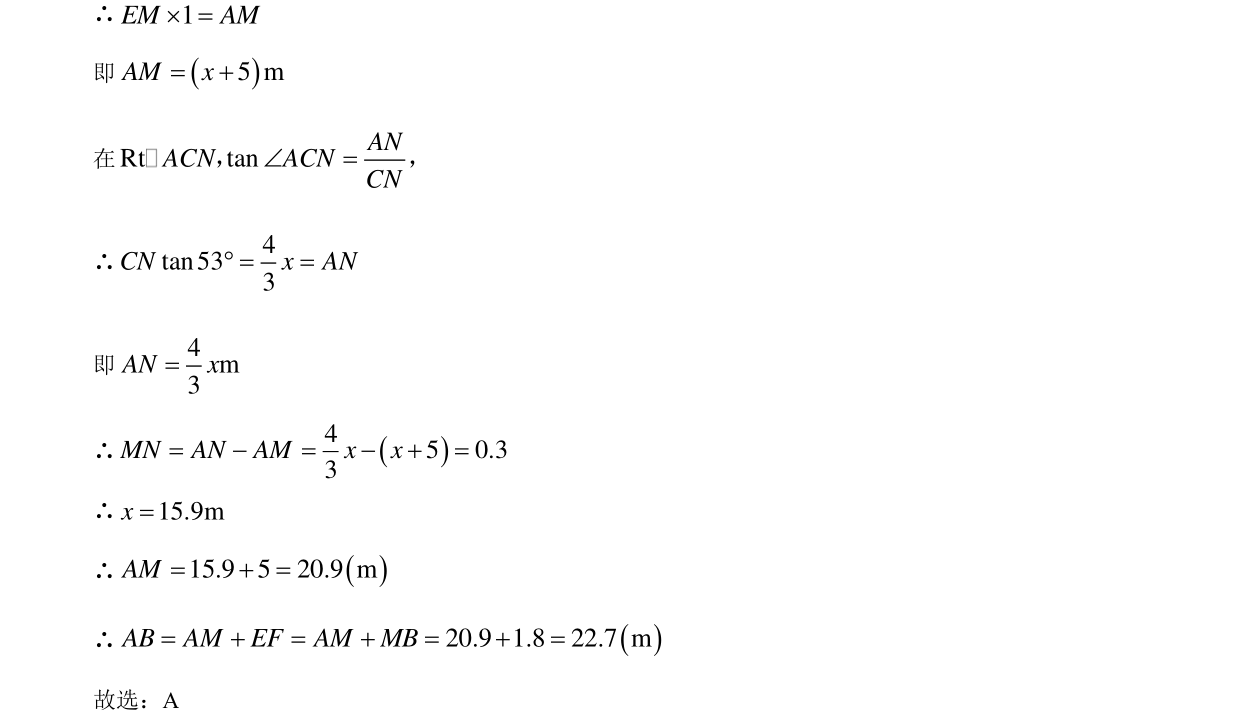 ∴ EM ×1 = AM
即 AM = (x+5)m
在 Rt□ ACN, tan ∠ACN = AN/CN ,
∴ CN tan 53° = 4/3 x = AN
即 AN = 4/3 xm
∴ MN = AN − AM = 4/3 x − (x+5) = 0.3
∴ x = 15.9m
∴ AM = 15.9 + 5 = 20.9(m)
∴ AB = AM + EF = AM + MB = 20.9 + 1.8 = 22.7(m)
故选：A